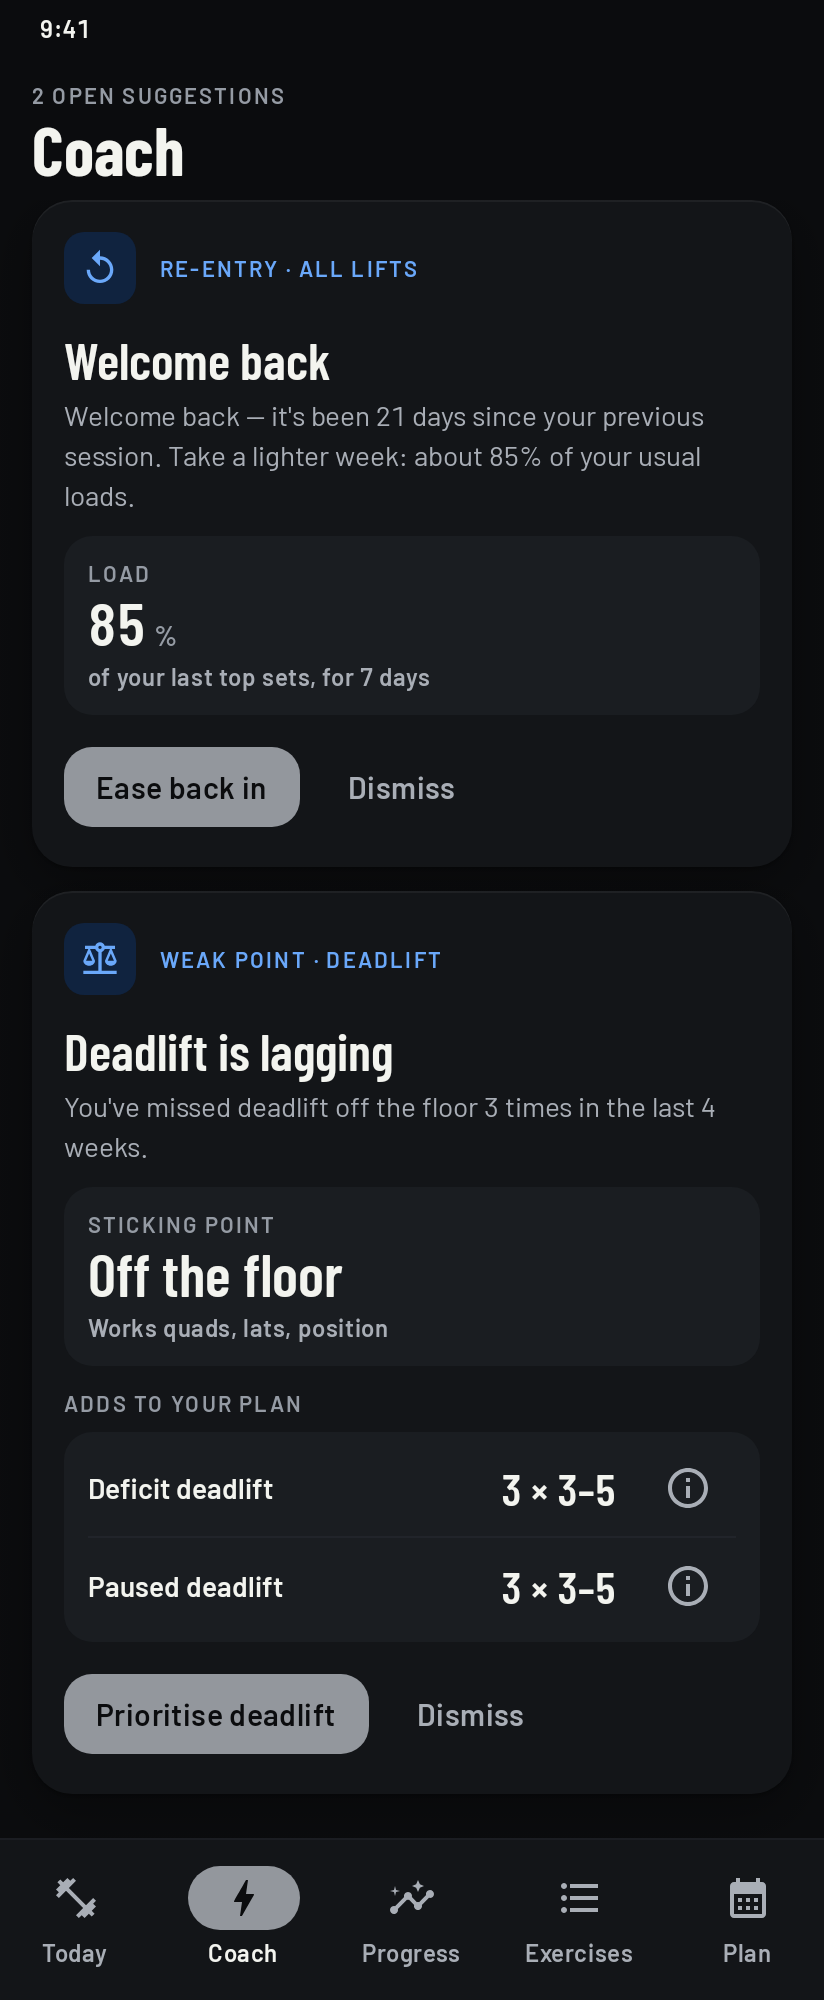 9:41
2 OPEN SUGGESTIONS
Coach
RE-ENTRY · ALL LIFTS
Welcome back
Welcome back — it's been 21 days since your previous
session. Take a lighter week: about 85% of your usual
loads.
LOAD
85 %
of your last top sets, for 7 days
Ease back in
Dismiss
WEAK POINT · DEADLIFT
Deadlift is lagging
You've missed deadlift off the floor 3 times in the last 4
weeks.
STICKING POINT
Off the floor
Works quads, lats, position
ADDS TO YOUR PLAN
Deficit deadlift 3 × 3–5
Paused deadlift 3 × 3–5
Prioritise deadlift
Dismiss
Today
Coach
Progress
Exercises
Plan